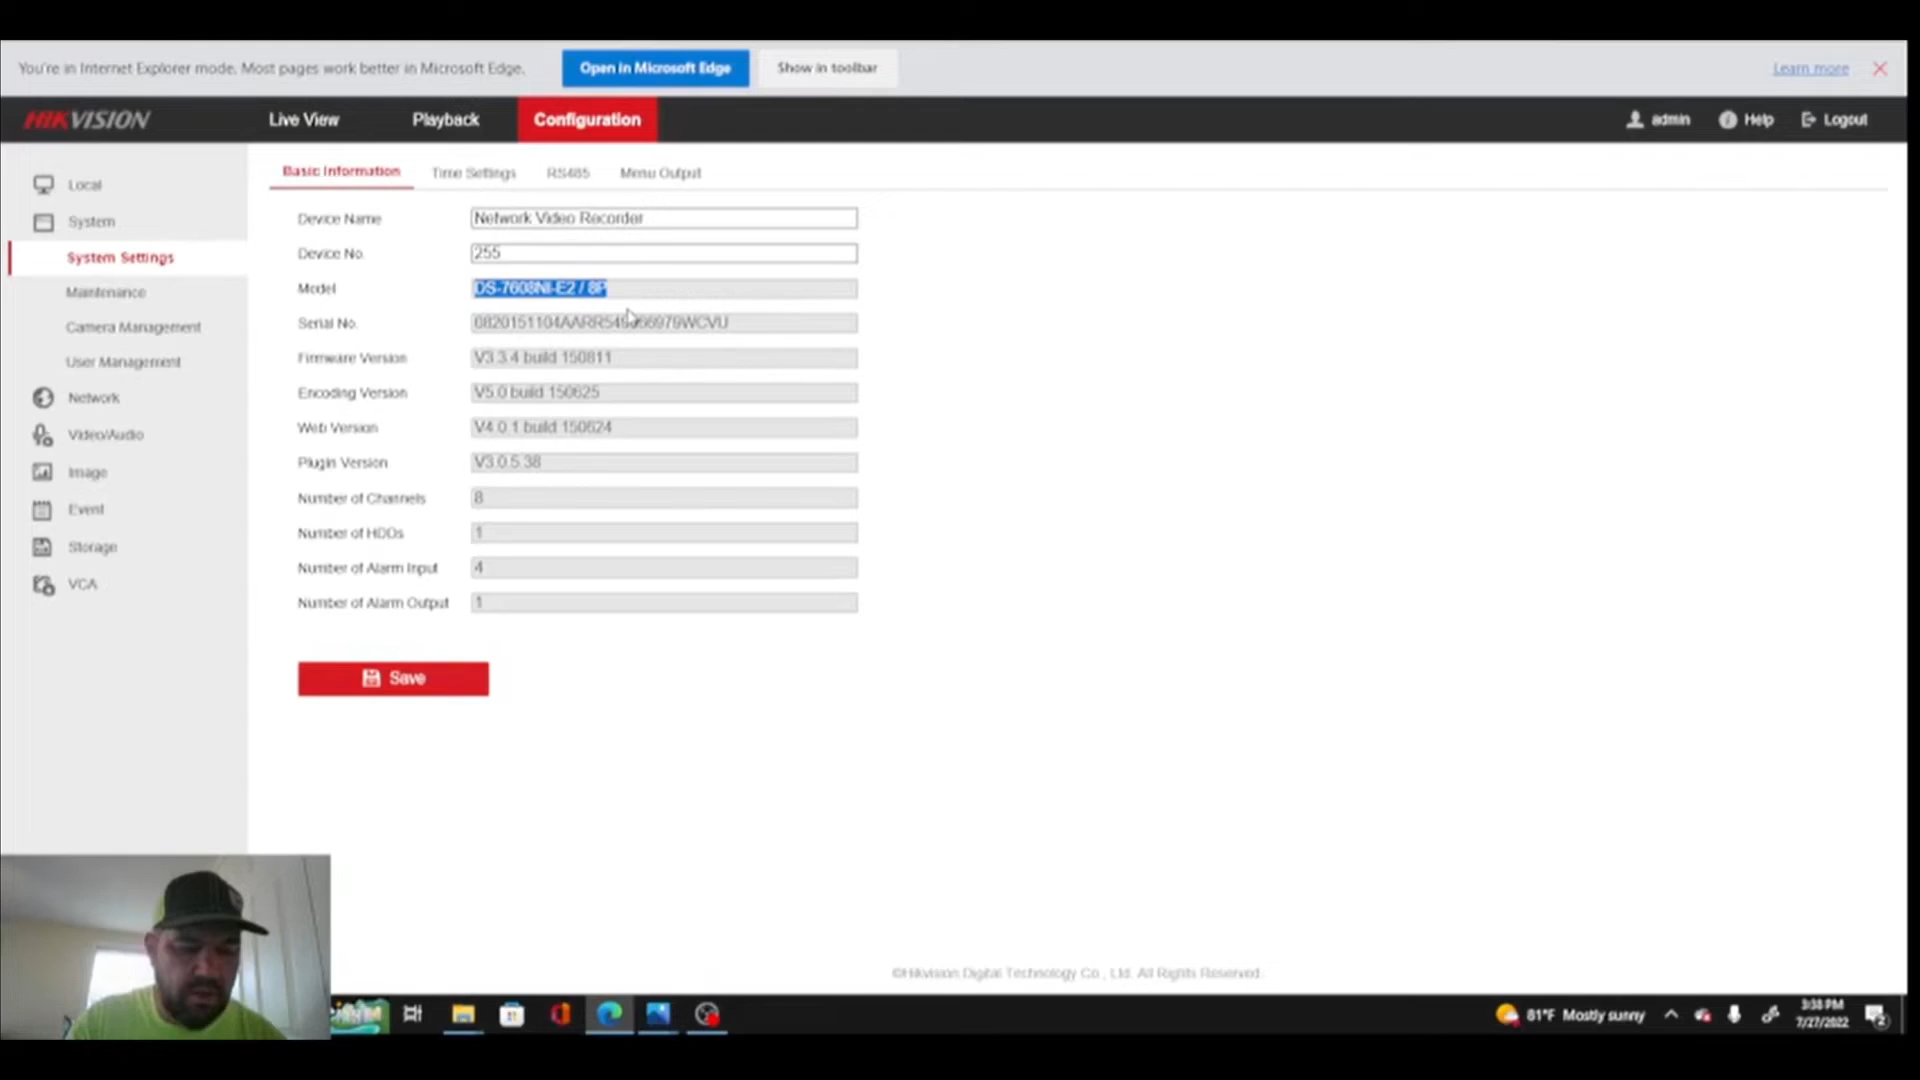 You're in Internet Explorer mode. Most pages work better in Microsoft Edge.
Open in Microsoft Edge
Show in toolbar
Learn more
HIKVISION
Live View
Playback
Configuration
admin
Help
Logout
Local
System
System Settings
Maintenance
Camera Management
User Management
Network
Video/Audio
Image
Event
Storage
VCA
Basic Information
Time Settings
RS485
Menu Output
Device Name
Network Video Recorder
Device No.
255
Model
DS-7608NI-E2 / 8P
Serial No.
Firmware Version
V3.3.4 build 150811
Encoding Version
V5.0 build 150625
Web Version
V4.0.1 build 150624
Plugin Version
V3.0.5.38
Number of Channels
8
Number of HDDs
1
Number of Alarm Input
4
Number of Alarm Output
1
Save
©Hikvision Digital Technology Co., Ltd. All Rights Reserved.
81°F Mostly sunny
3:38 PM
7/27/2022
2